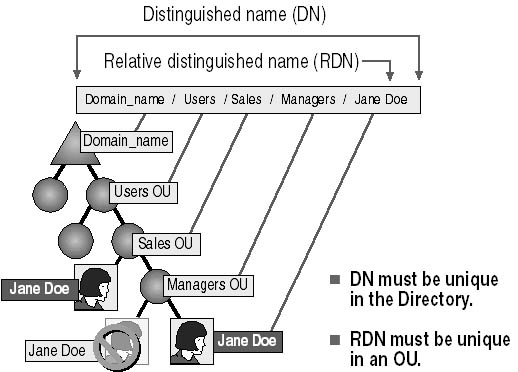 Distinguished name (DN)
Relative distinguished name (RDN)
Domain_name / Users / Sales / Managers / Jane Doe
Domain_name
Users OU
Sales OU
Jane Doe
Managers OU
Jane Doe
Jane Doe
DN must be unique
in the Directory.
RDN must be unique
in an OU.